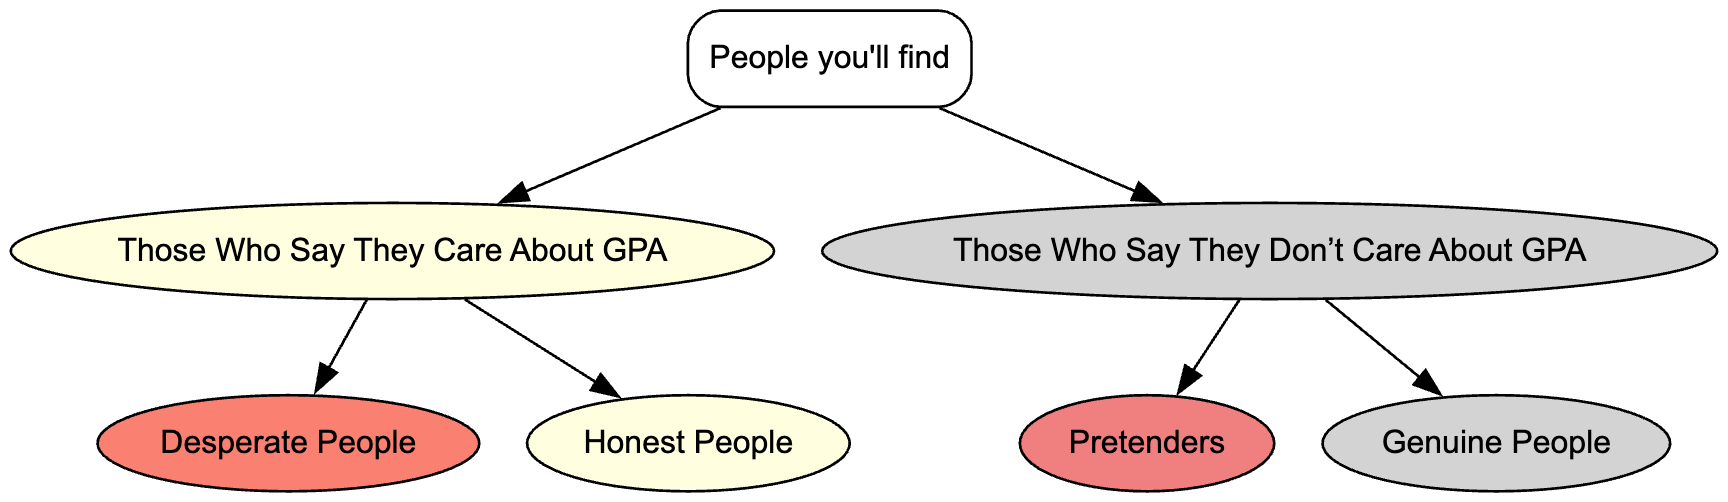 People you'll find
Those Who Say They Care About GPA
Those Who Say They Don’t Care About GPA
Desperate People
Honest People
Pretenders
Genuine People